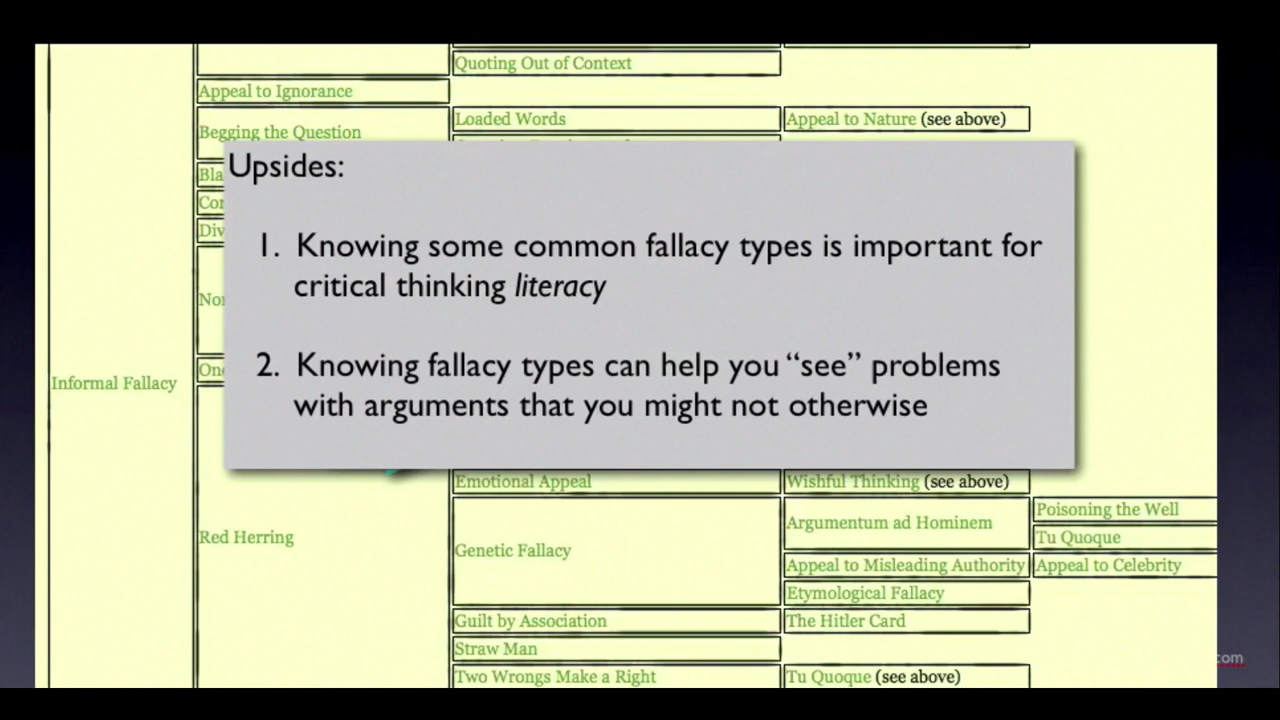 Quoting Out of Context
Appeal to Ignorance
Loaded Words
Appeal to Nature (see above)
Begging the Question
Upsides:
1. Knowing some common fallacy types is important for
critical thinking literacy
2. Knowing fallacy types can help you “see” problems
with arguments that you might not otherwise
Informal Fallacy
Emotional Appeal
Wishful Thinking (see above)
Red Herring
Genetic Fallacy
Argumentum ad Hominem
Poisoning the Well
Tu Quoque
Appeal to Misleading Authority
Appeal to Celebrity
Etymological Fallacy
Guilt by Association
The Hitler Card
Straw Man
Two Wrongs Make a Right
Tu Quoque (see above)
com